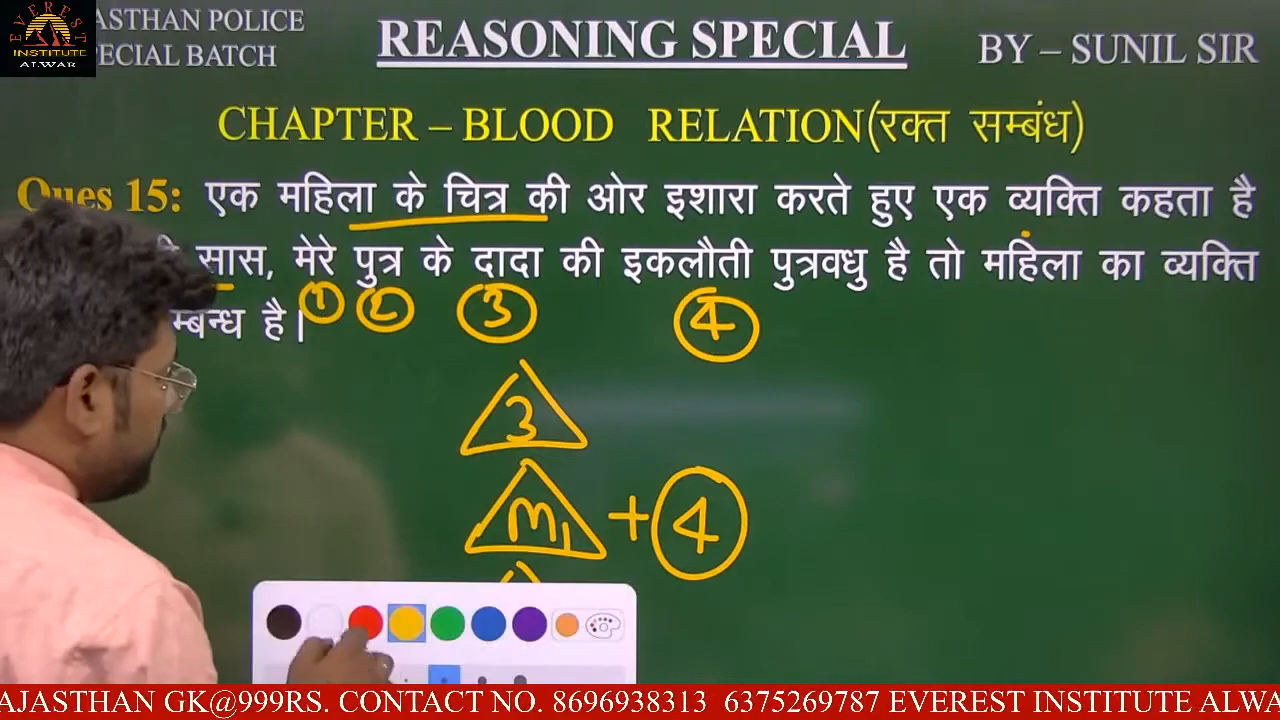 EVEREST
INSTITUTE
ALWAR
ASTHAN POLICE
PECIAL BATCH
REASONING SPECIAL
BY – SUNIL SIR
CHAPTER – BLOOD RELATION(रक्त सम्बंध)
Ques 15: एक महिला के चित्र की ओर इशारा करते हुए एक व्यक्ति कहता है
सास, मेरे पुत्र के दादा की इकलौती पुत्रवधु है तो महिला का व्यक्ति
म्बन्ध है|
1 2 3 4
3
m1 + 4
AJASTHAN GK@999RS. CONTACT NO. 8696938313 6375269787 EVEREST INSTITUTE ALWA